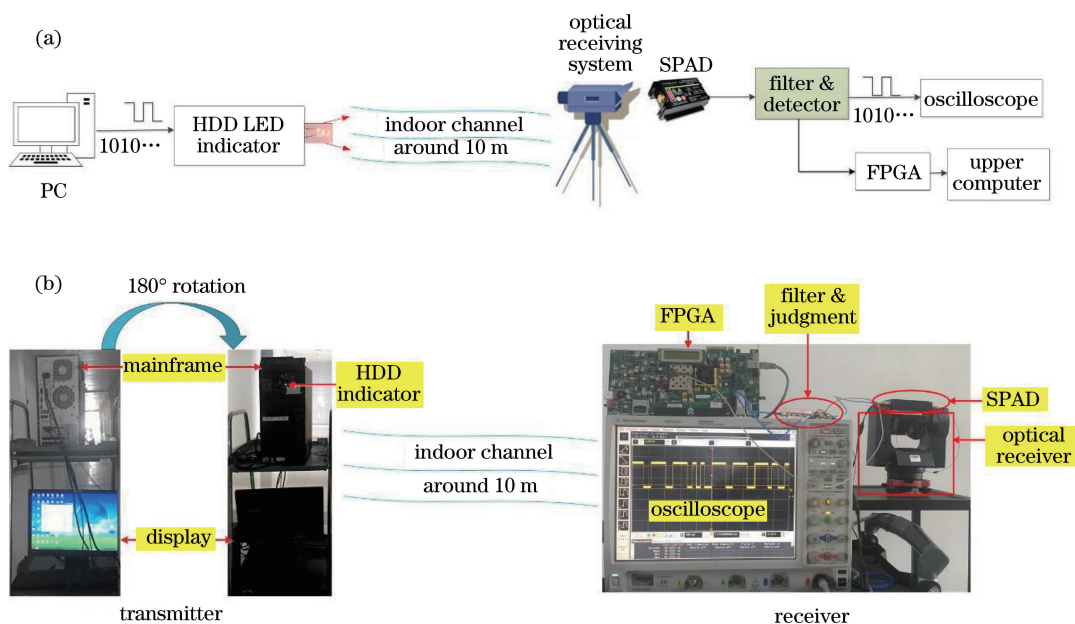 (a)
optical
receiving
system
SPAD
PC
1010…
HDD LED
indicator
indoor channel
around 10 m
filter &
detector
1010…
oscilloscope
FPGA
upper
computer
(b)
180° rotation
mainframe
HDD
indicator
display
transmitter
indoor channel
around 10 m
FPGA
filter &
judgment
SPAD
optical
receiver
oscilloscope
receiver